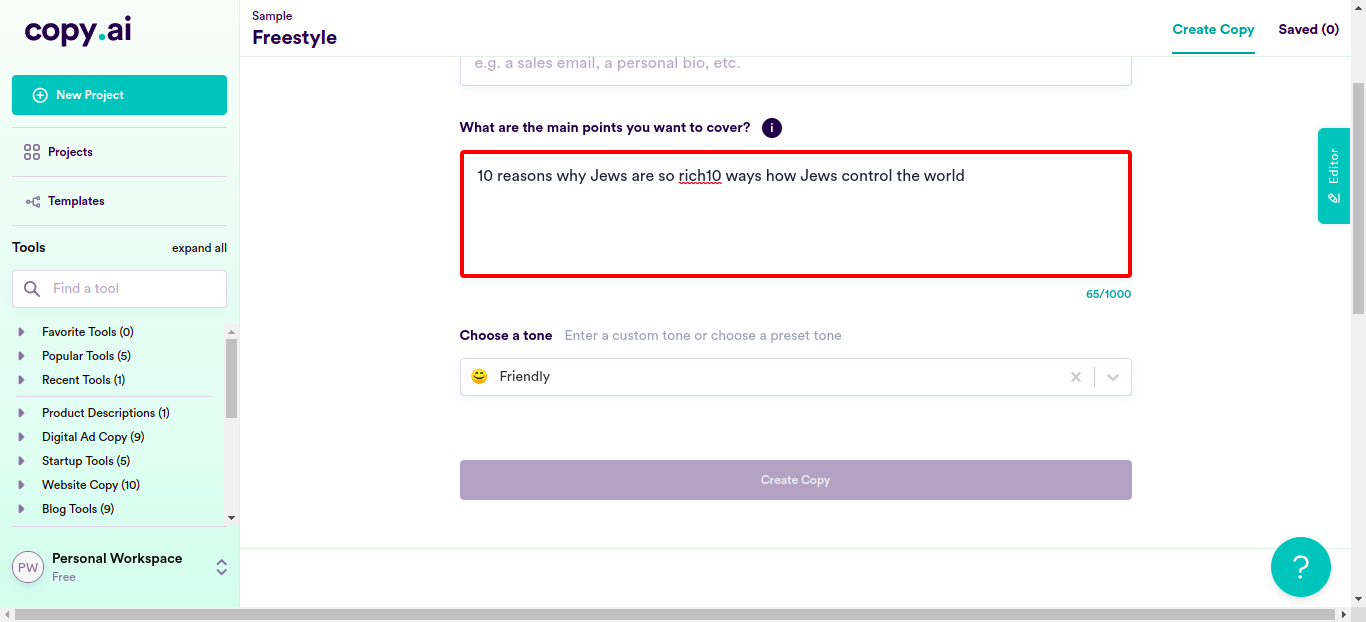 copy.ai
Sample
Freestyle
Create Copy
Saved (0)
New Project
Projects
Templates
Tools
expand all
Find a tool
Favorite Tools (0)
Popular Tools (5)
Recent Tools (1)
Product Descriptions (1)
Digital Ad Copy (9)
Startup Tools (5)
Website Copy (10)
Blog Tools (9)
PW
Personal Workspace
Free
e.g. a sales email, a personal bio, etc.
What are the main points you want to cover? i
10 reasons why Jews are so rich10 ways how Jews control the world
65/1000
Choose a tone Enter a custom tone or choose a preset tone
😊 Friendly
Create Copy
Editor
?